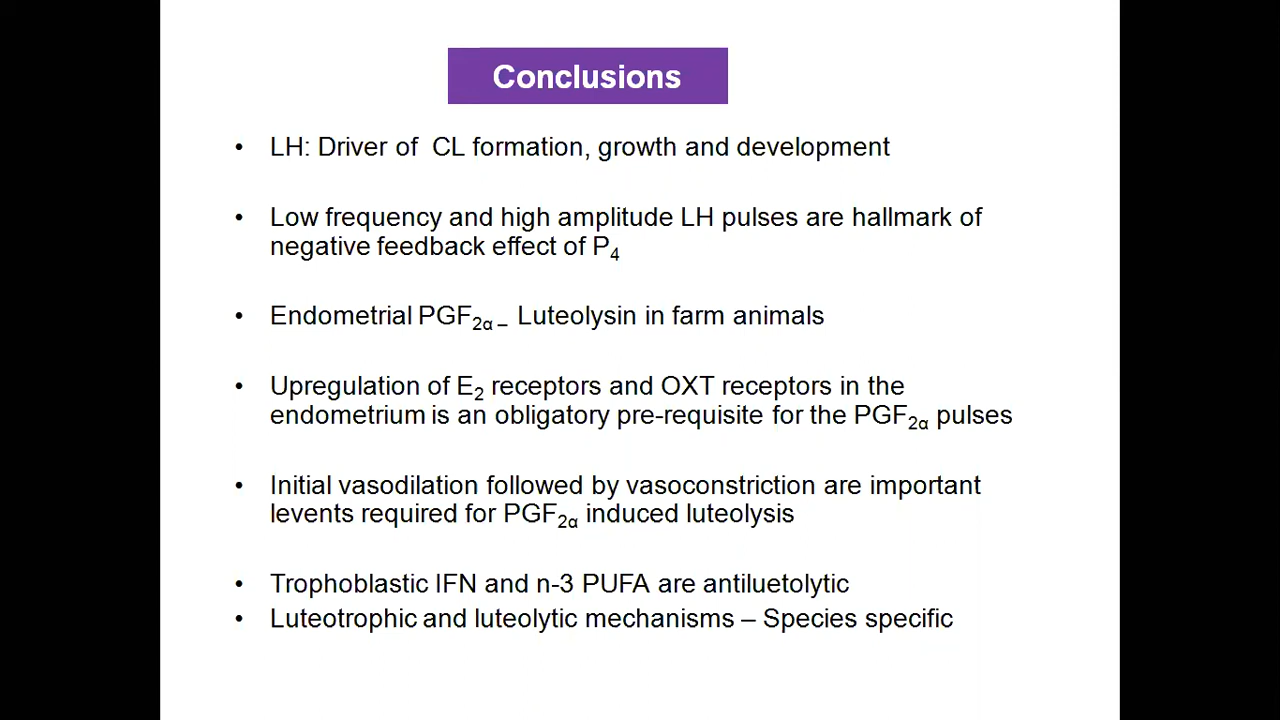 Conclusions
• LH: Driver of CL formation, growth and development
• Low frequency and high amplitude LH pulses are hallmark of
negative feedback effect of P₄
• Endometrial PGF₂α – Luteolysin in farm animals
• Upregulation of E₂ receptors and OXT receptors in the
endometrium is an obligatory pre-requisite for the PGF₂α pulses
• Initial vasodilation followed by vasoconstriction are important
levents required for PGF₂α induced luteolysis
• Trophoblastic IFN and n-3 PUFA are antiluetolytic
• Luteotrophic and luteolytic mechanisms – Species specific